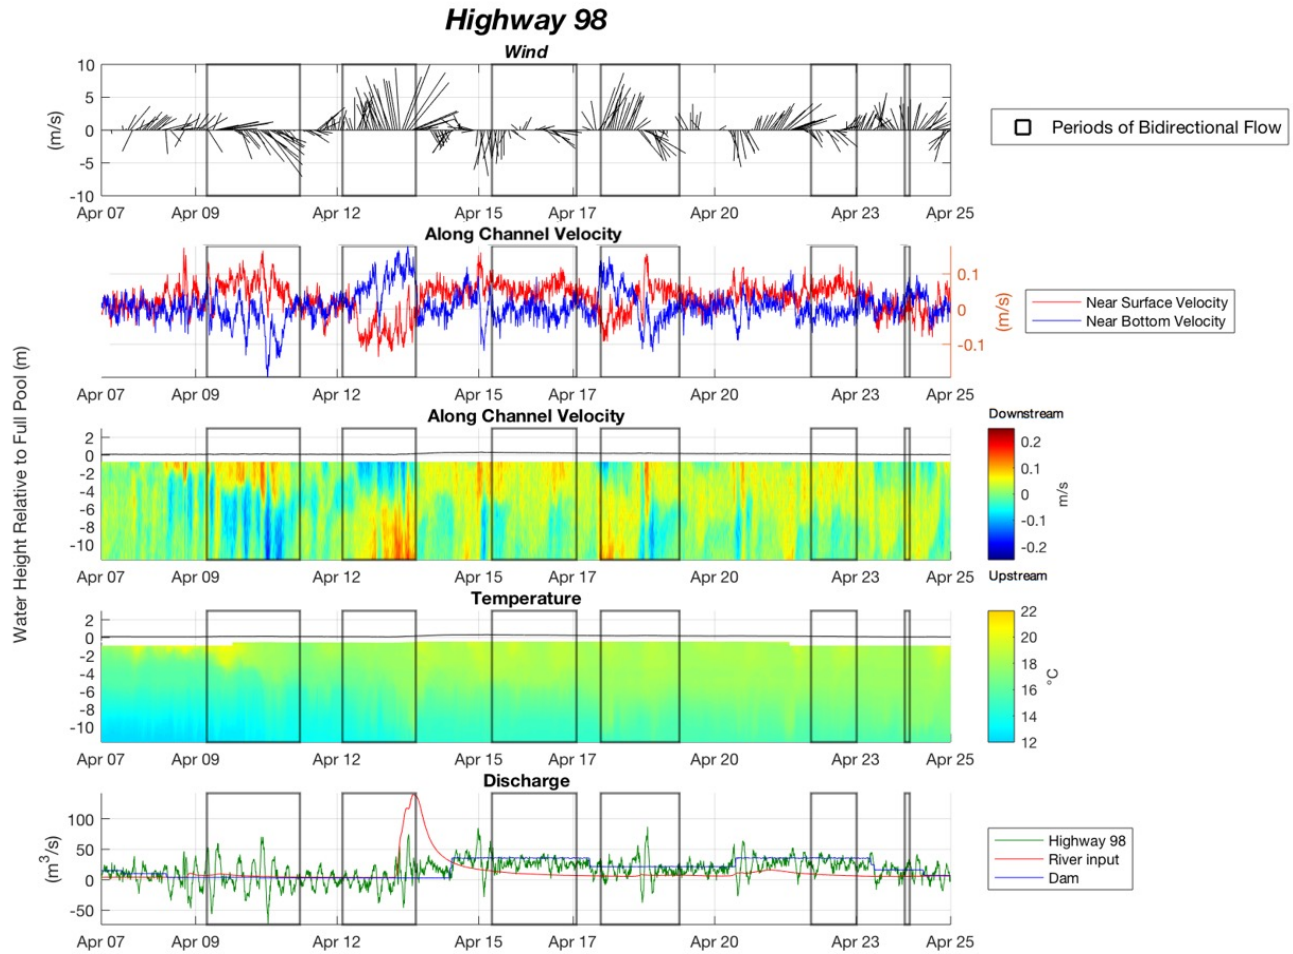 Highway 98
Wind
10
5
0
-5
-10
(m/s)
Apr 07 Apr 09 Apr 12 Apr 15 Apr 17 Apr 20 Apr 23 Apr 25
Periods of Bidirectional Flow
Along Channel Velocity
0.1
0
-0.1
(m/s)
Apr 07 Apr 09 Apr 12 Apr 15 Apr 17 Apr 20 Apr 23 Apr 25
Near Surface Velocity
Near Bottom Velocity
Water Height Relative to Full Pool (m)
Along Channel Velocity
2
0
-2
-4
-6
-8
-10
Apr 07 Apr 09 Apr 12 Apr 15 Apr 17 Apr 20 Apr 23 Apr 25
Downstream
0.2
0.1
0
-0.1
-0.2
m/s
Upstream
Temperature
2
0
-2
-4
-6
-8
-10
Apr 07 Apr 09 Apr 12 Apr 15 Apr 17 Apr 20 Apr 23 Apr 25
22
20
18
16
14
12
°C
Discharge
100
50
0
-50
(m³/s)
Apr 07 Apr 09 Apr 12 Apr 15 Apr 17 Apr 20 Apr 23 Apr 25
Highway 98
River input
Dam